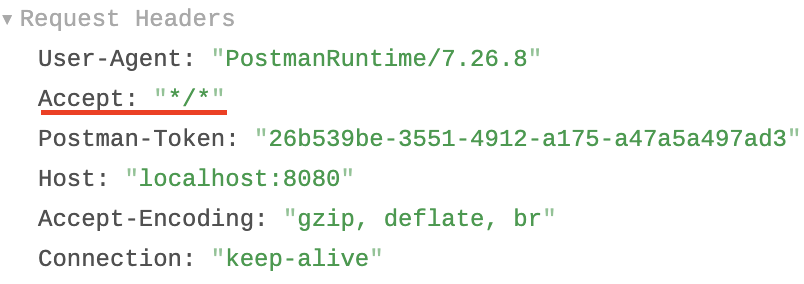 ▼ Request Headers
User-Agent: "PostmanRuntime/7.26.8"
Accept: "*/*"
Postman-Token: "26b539be-3551-4912-a175-a47a5a497ad3"
Host: "localhost:8080"
Accept-Encoding: "gzip, deflate, br"
Connection: "keep-alive"